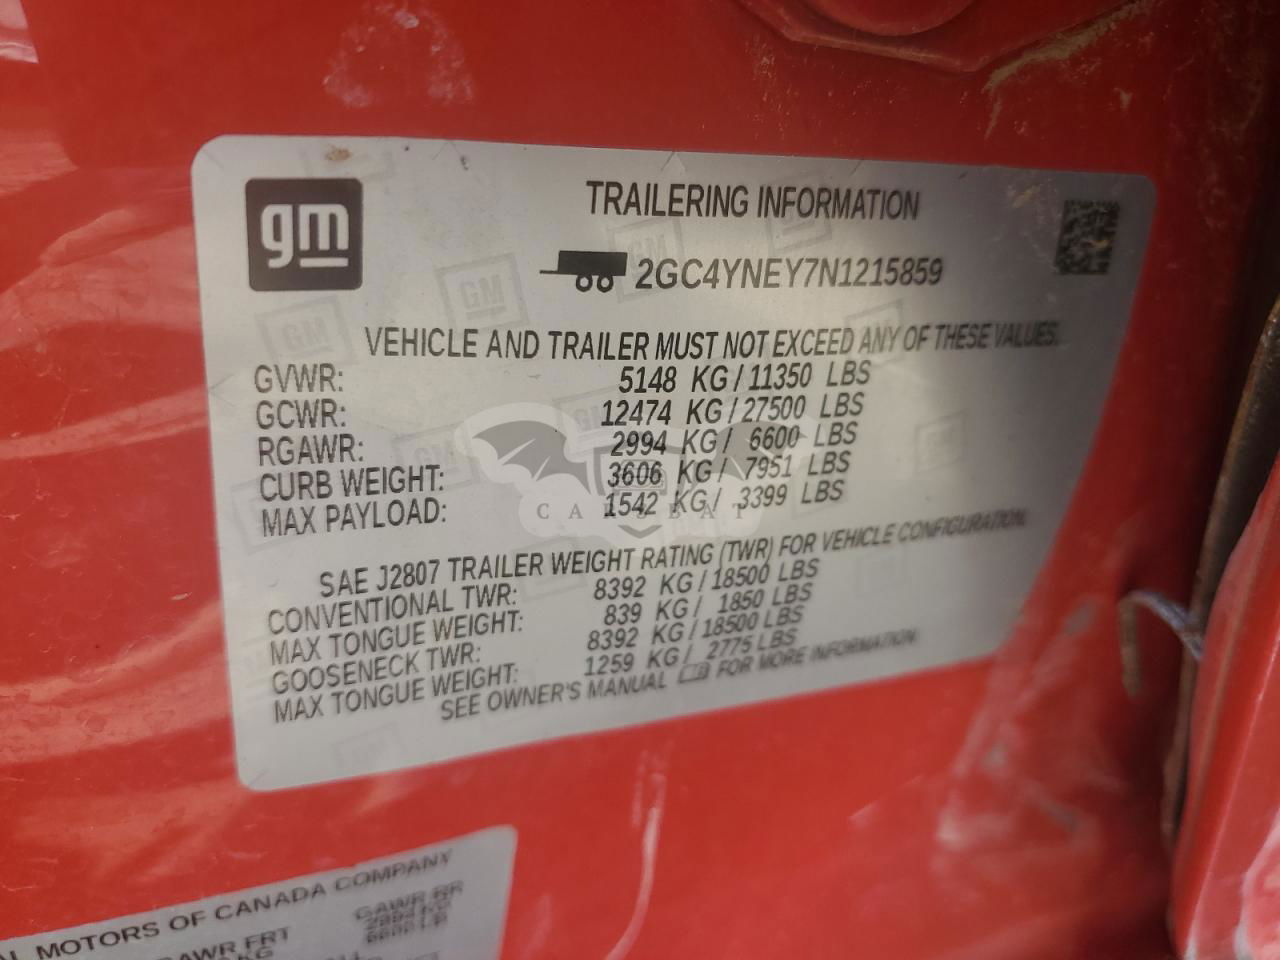 gm
TRAILERING INFORMATION
2GC4YNEY7N1215859
VEHICLE AND TRAILER MUST NOT EXCEED ANY OF THESE VALUES.
GVWR: 5148 KG / 11350 LBS
GCWR: 12474 KG / 27500 LBS
RGAWR: 2994 KG / 6600 LBS
CURB WEIGHT: 3606 KG / 7951 LBS
MAX PAYLOAD: 1542 KG / 3399 LBS
CARSBAT
SAE J2807 TRAILER WEIGHT RATING (TWR) FOR VEHICLE CONFIGURATION.
CONVENTIONAL TWR: 8392 KG / 18500 LBS
MAX TONGUE WEIGHT: 839 KG / 1850 LBS
GOOSENECK TWR: 8392 KG / 18500 LBS
MAX TONGUE WEIGHT: 1259 KG / 2775 LBS
SEE OWNER'S MANUAL FOR MORE INFORMATION.
MOTORS OF CANADA COMPANY
GAWR RR
FRT
KG